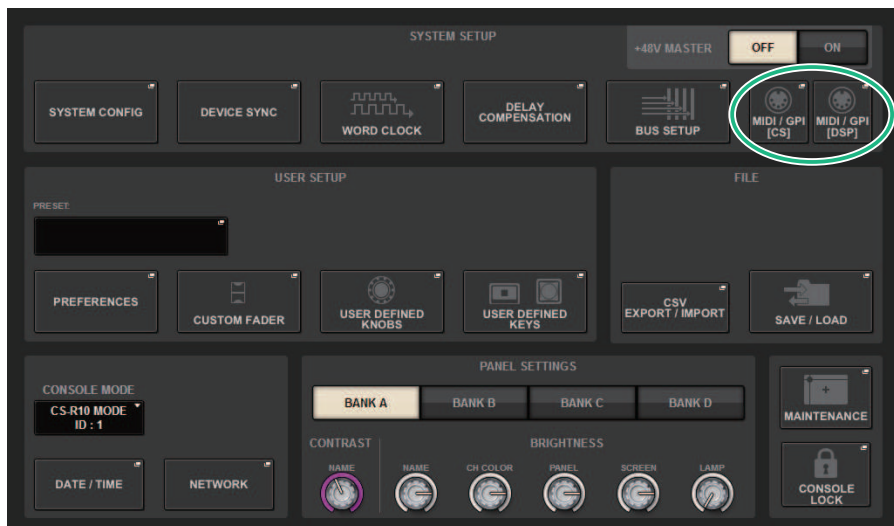 SYSTEM SETUP
+48V MASTER
OFF
ON
SYSTEM CONFIG
DEVICE SYNC
WORD CLOCK
DELAY
COMPENSATION
BUS SETUP
MIDI / GPI
[CS]
MIDI / GPI
[DSP]
USER SETUP
PRESET
PREFERENCES
CUSTOM FADER
USER DEFINED
KNOBS
USER DEFINED
KEYS
FILE
CSV
EXPORT / IMPORT
SAVE / LOAD
CONSOLE MODE
CS-R10 MODE
ID : 1
DATE / TIME
NETWORK
PANEL SETTINGS
BANK A
BANK B
BANK C
BANK D
CONTRAST
BRIGHTNESS
NAME
NAME
CH COLOR
PANEL
SCREEN
LAMP
MAINTENANCE
CONSOLE
LOCK